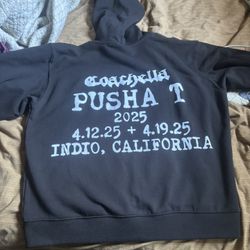 Coachella
PUSHA T
2025
4.12.25 + 4.19.25
INDIO, CALIFORNIA